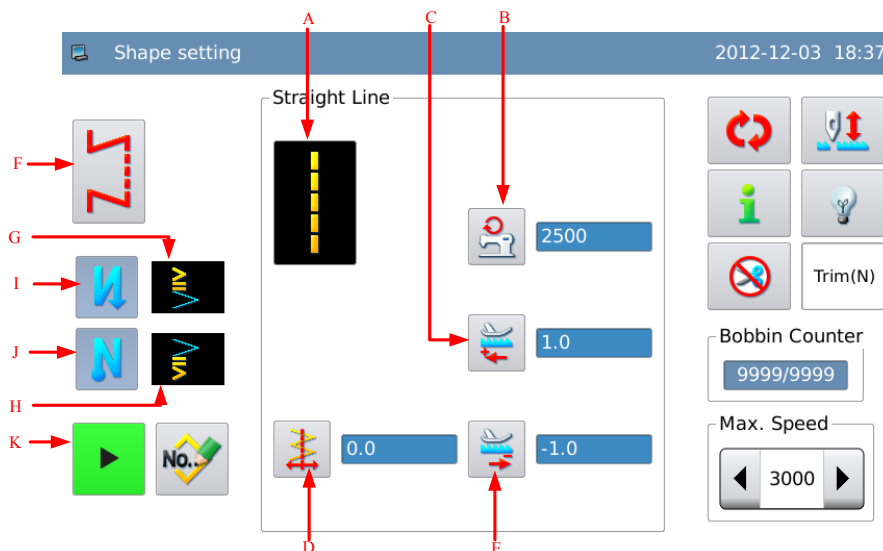 A C B
Shape setting 2012-12-03 18:37
Straight Line
F
G
2500
I
Trim(N)
J
1.0
Bobbin Counter
9999/9999
H
Max. Speed
K
No.
0.0 -1.0
3000
D E